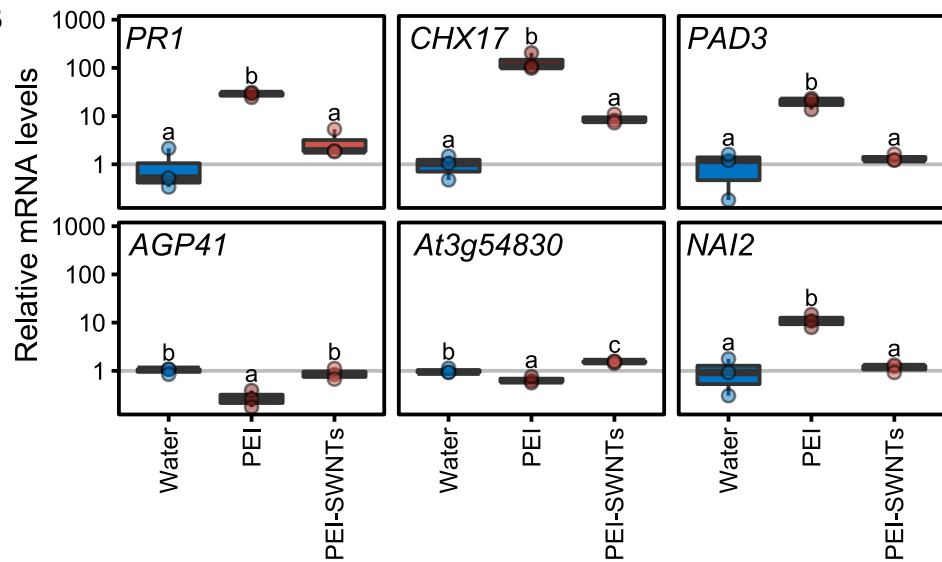 PR1
CHX17
PAD3
1000
100
10
1
a
b
a
a
b
a
a
b
a
Relative mRNA levels
AGP41
At3g54830
NAI2
1000
100
10
1
b
a
b
b
a
c
a
b
a
Water
PEI
PEI-SWNTs
Water
PEI
PEI-SWNTs
Water
PEI
PEI-SWNTs